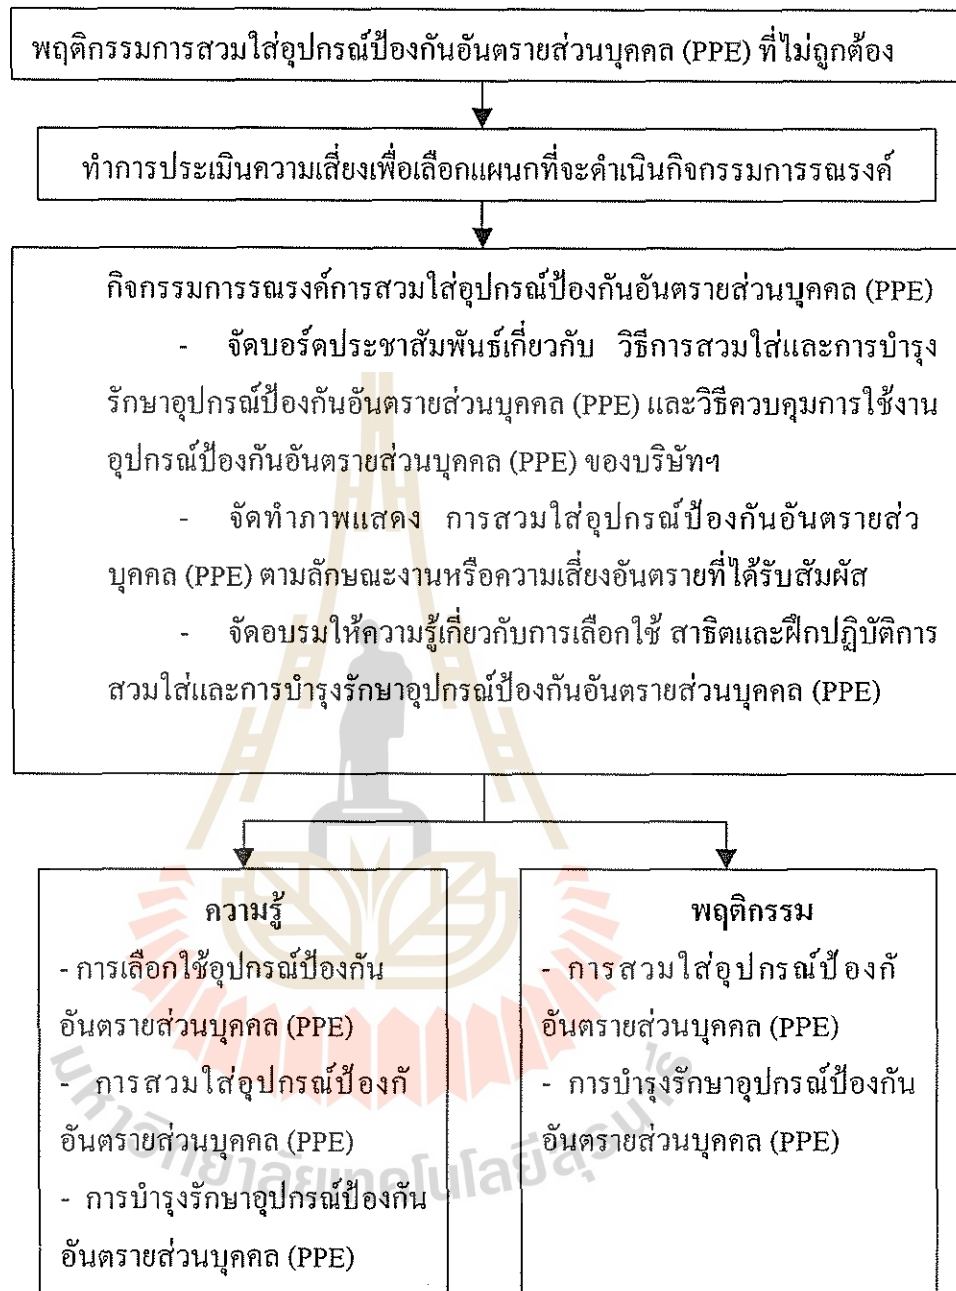 พฤติกรรมการสวมใส่อุปกรณ์ป้องกันอันตรายส่วนบุคคล (PPE) ที่ไม่ถูกต้อง
ทำการประเมินความเสี่ยงเพื่อเลือกแผนกที่จะดำเนินกิจกรรมการรณรงค์
กิจกรรมการรณรงค์การสวมใส่อุปกรณ์ป้องกันอันตรายส่วนบุคคล (PPE)
- จัดบอร์ดประชาสัมพันธ์เกี่ยวกับ วิธีการสวมใส่และการบำรุง
รักษาอุปกรณ์ป้องกันอันตรายส่วนบุคคล (PPE) และวิธีควบคุมการใช้งาน
อุปกรณ์ป้องกันอันตรายส่วนบุคคล (PPE) ของบริษัทฯ
- จัดทำภาพแสดง การสวมใส่อุปกรณ์ป้องกันอันตรายส่ว
บุคคล (PPE) ตามลักษณะงานหรือความเสี่ยงอันตรายที่ได้รับสัมผัส
- จัดอบรมให้ความรู้เกี่ยวกับการเลือกใช้ สาธิตและฝึกปฏิบัติการ
สวมใส่และการบำรุงรักษาอุปกรณ์ป้องกันอันตรายส่วนบุคคล (PPE)
ความรู้
- การเลือกใช้อุปกรณ์ป้องกัน
อันตรายส่วนบุคคล (PPE)
- การสวมใส่อุปกรณ์ป้องกั
อันตรายส่วนบุคคล (PPE)
- การบำรุงรักษาอุปกรณ์ป้องกัน
อันตรายส่วนบุคคล (PPE)
พฤติกรรม
- การสวมใส่อุปกรณ์ป้องกั
อันตรายส่วนบุคคล (PPE)
- การบำรุงรักษาอุปกรณ์ป้องกัน
อันตรายส่วนบุคคล (PPE)
มหาวิทยาลัยเทคโนโลยีสุรนารี